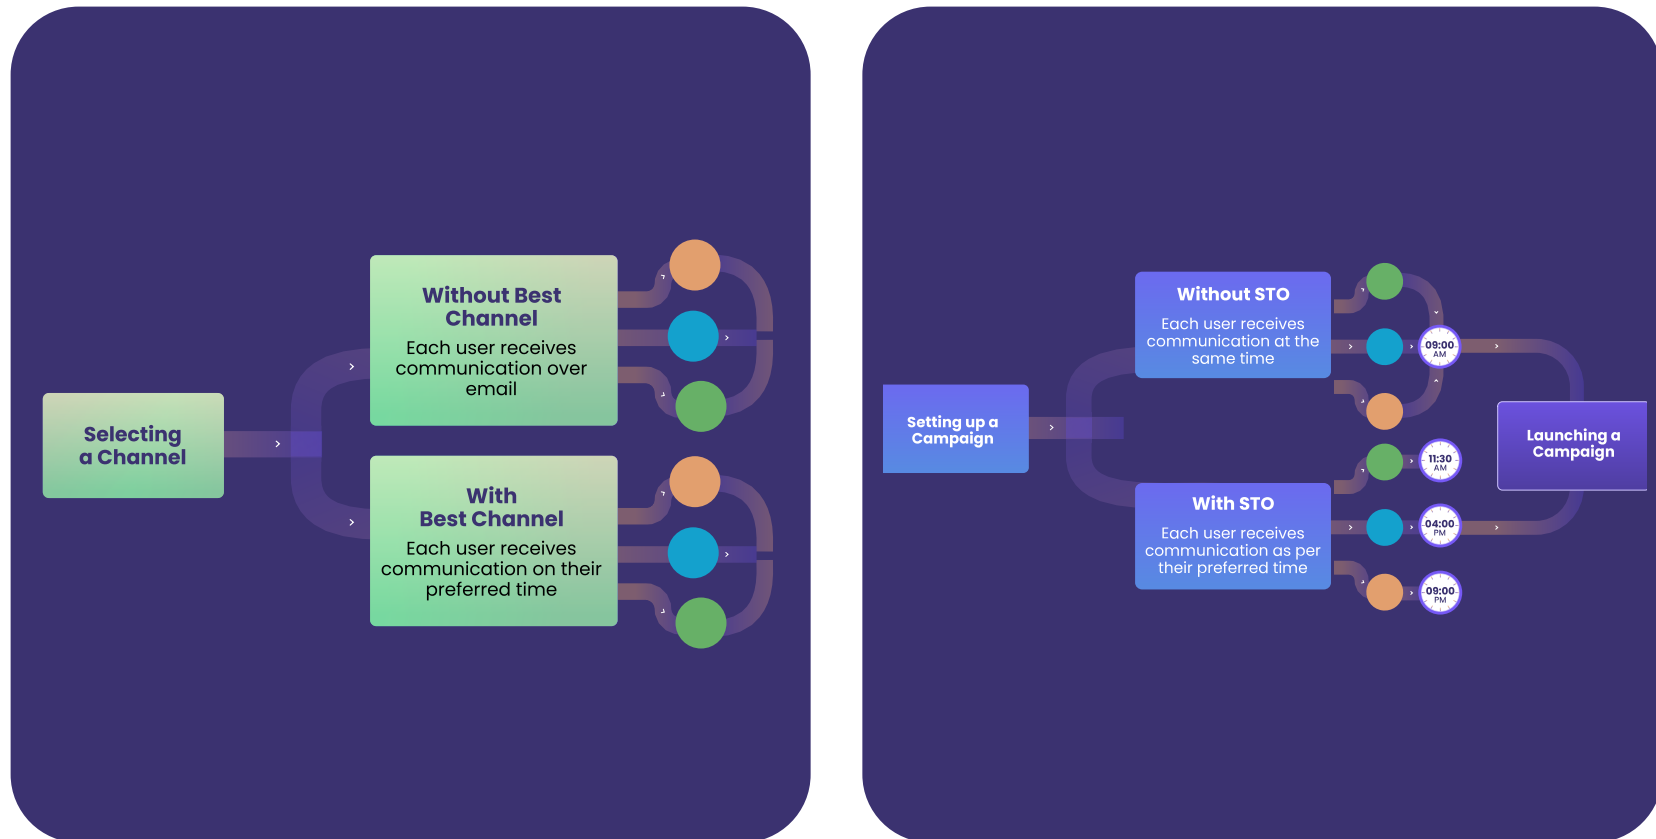 Selecting
a Channel
Without Best
Channel
Each user receives
communication over
email
With
Best Channel
Each user receives
communication on their
preferred time
Setting up a
Campaign
Without STO
Each user receives
communication at the
same time
09:00
AM
With STO
Each user receives
communication as per
their preferred time
11:30
AM
04:00
PM
09:00
PM
Launching a
Campaign